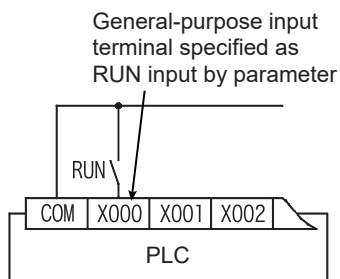 General-purpose input
terminal specified as
RUN input by parameter
RUN
COM X000 X001 X002
PLC